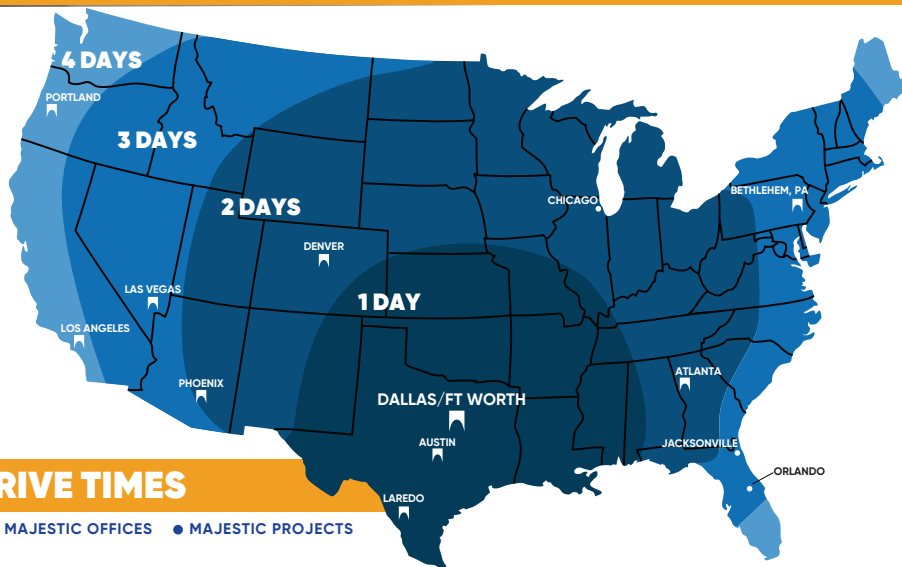 4 DAYS
PORTLAND
3 DAYS
BETHLEHEM, PA
CHICAGO
2 DAYS
DENVER
LAS VEGAS
1 DAY
LOS ANGELES
ATLANTA
PHOENIX
DALLAS/FT WORTH
AUSTIN
JACKSONVILLE
ORLANDO
RIVE TIMES
LAREDO
MAJESTIC OFFICES
MAJESTIC PROJECTS